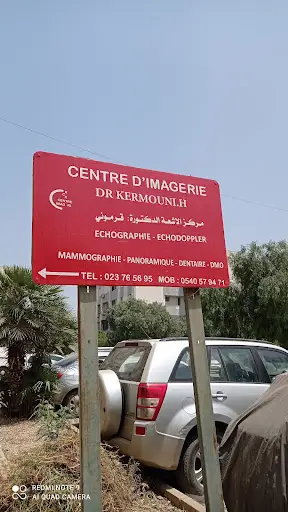 CENTRE D'IMAGERIE
DR KERMOUNI.H
مركز الاشعة الدكتورة: قرموني
ECHOGRAPHIE - ECHODOPPLER
MAMMOGRAPHIE - PANORAMIQUE - DENTAIRE - DMO
TEL : 023 76 56 95 MOB : 0540 57 94 71
REDMI NOTE 9
AI QUAD CAMERA